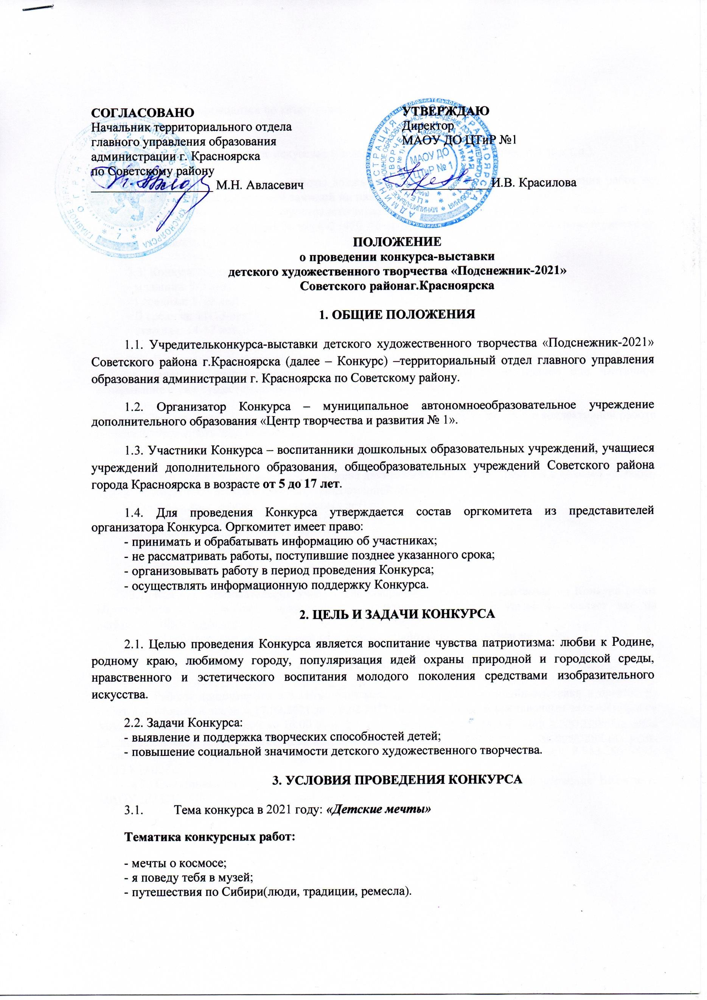 СОГЛАСОВАНО
Начальник территориального отдела
главного управления образования
администрации г. Красноярска
по Советскому району
М.Н. Авласевич
УТВЕРЖДАЮ
Директор
МАОУ ДО ЦТиР №1
И.В. Красилова
МАОУ ДО
ЦТиР № 1
ПОЛОЖЕНИЕ
о проведении конкурса-выставки
детского художественного творчества «Подснежник-2021»
Советского районаг.Красноярска
1. ОБЩИЕ ПОЛОЖЕНИЯ
1.1. Учредительконкурса-выставки детского художественного творчества «Подснежник-2021»
Советского района г.Красноярска (далее – Конкурс) –территориальный отдел главного управления
образования администрации г. Красноярска по Советскому району.
1.2. Организатор Конкурса – муниципальное автономноеобразовательное учреждение
дополнительного образования «Центр творчества и развития № 1».
1.3. Участники Конкурса – воспитанники дошкольных образовательных учреждений, учащиеся
учреждений дополнительного образования, общеобразовательных учреждений Советского района
города Красноярска в возрасте от 5 до 17 лет.
1.4. Для проведения Конкурса утверждается состав оргкомитета из представителей
организатора Конкурса. Оргкомитет имеет право:
- принимать и обрабатывать информацию об участниках;
- не рассматривать работы, поступившие позднее указанного срока;
- организовывать работу в период проведения Конкурса;
- осуществлять информационную поддержку Конкурса.
2. ЦЕЛЬ И ЗАДАЧИ КОНКУРСА
2.1. Целью проведения Конкурса является воспитание чувства патриотизма: любви к Родине,
родному краю, любимому городу, популяризация идей охраны природной и городской среды,
нравственного и эстетического воспитания молодого поколения средствами изобразительного
искусства.
2.2. Задачи Конкурса:
- выявление и поддержка творческих способностей детей;
- повышение социальной значимости детского художественного творчества.
3. УСЛОВИЯ ПРОВЕДЕНИЯ КОНКУРСА
3.1. Тема конкурса в 2021 году: «Детские мечты»
Тематика конкурсных работ:
- мечты о космосе;
- я поведу тебя в музей;
- путешествия по Сибири(люди, традиции, ремесла).